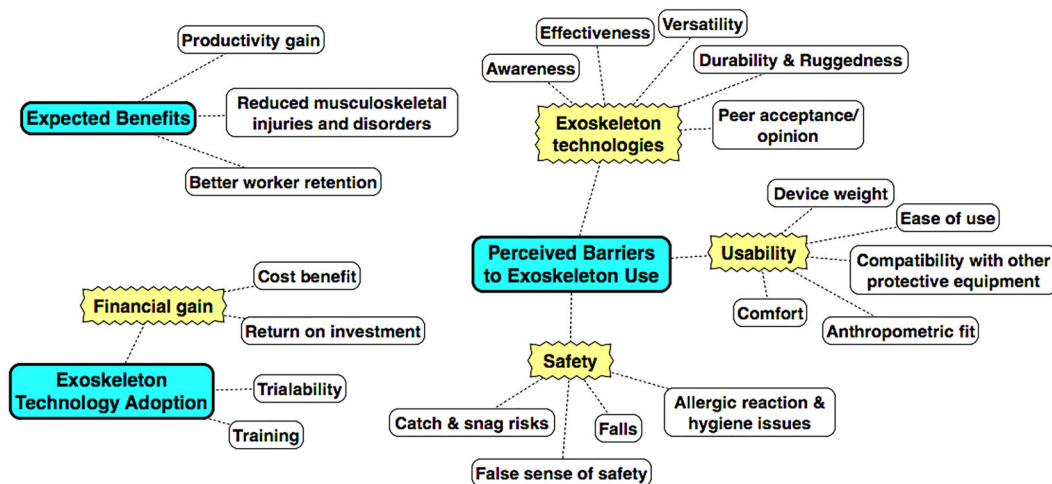 Productivity gain
Expected Benefits
Reduced musculoskeletal
injuries and disorders
Better worker retention
Effectiveness
Versatility
Awareness
Durability & Ruggedness
Exoskeleton
technologies
Peer acceptance/
opinion
Perceived Barriers
to Exoskeleton Use
Device weight
Ease of use
Usability
Compatibility with other
protective equipment
Comfort
Anthropometric fit
Cost benefit
Financial gain
Return on investment
Exoskeleton
Technology Adoption
Trialability
Training
Safety
Catch & snag risks
False sense of safety
Falls
Allergic reaction &
hygiene issues